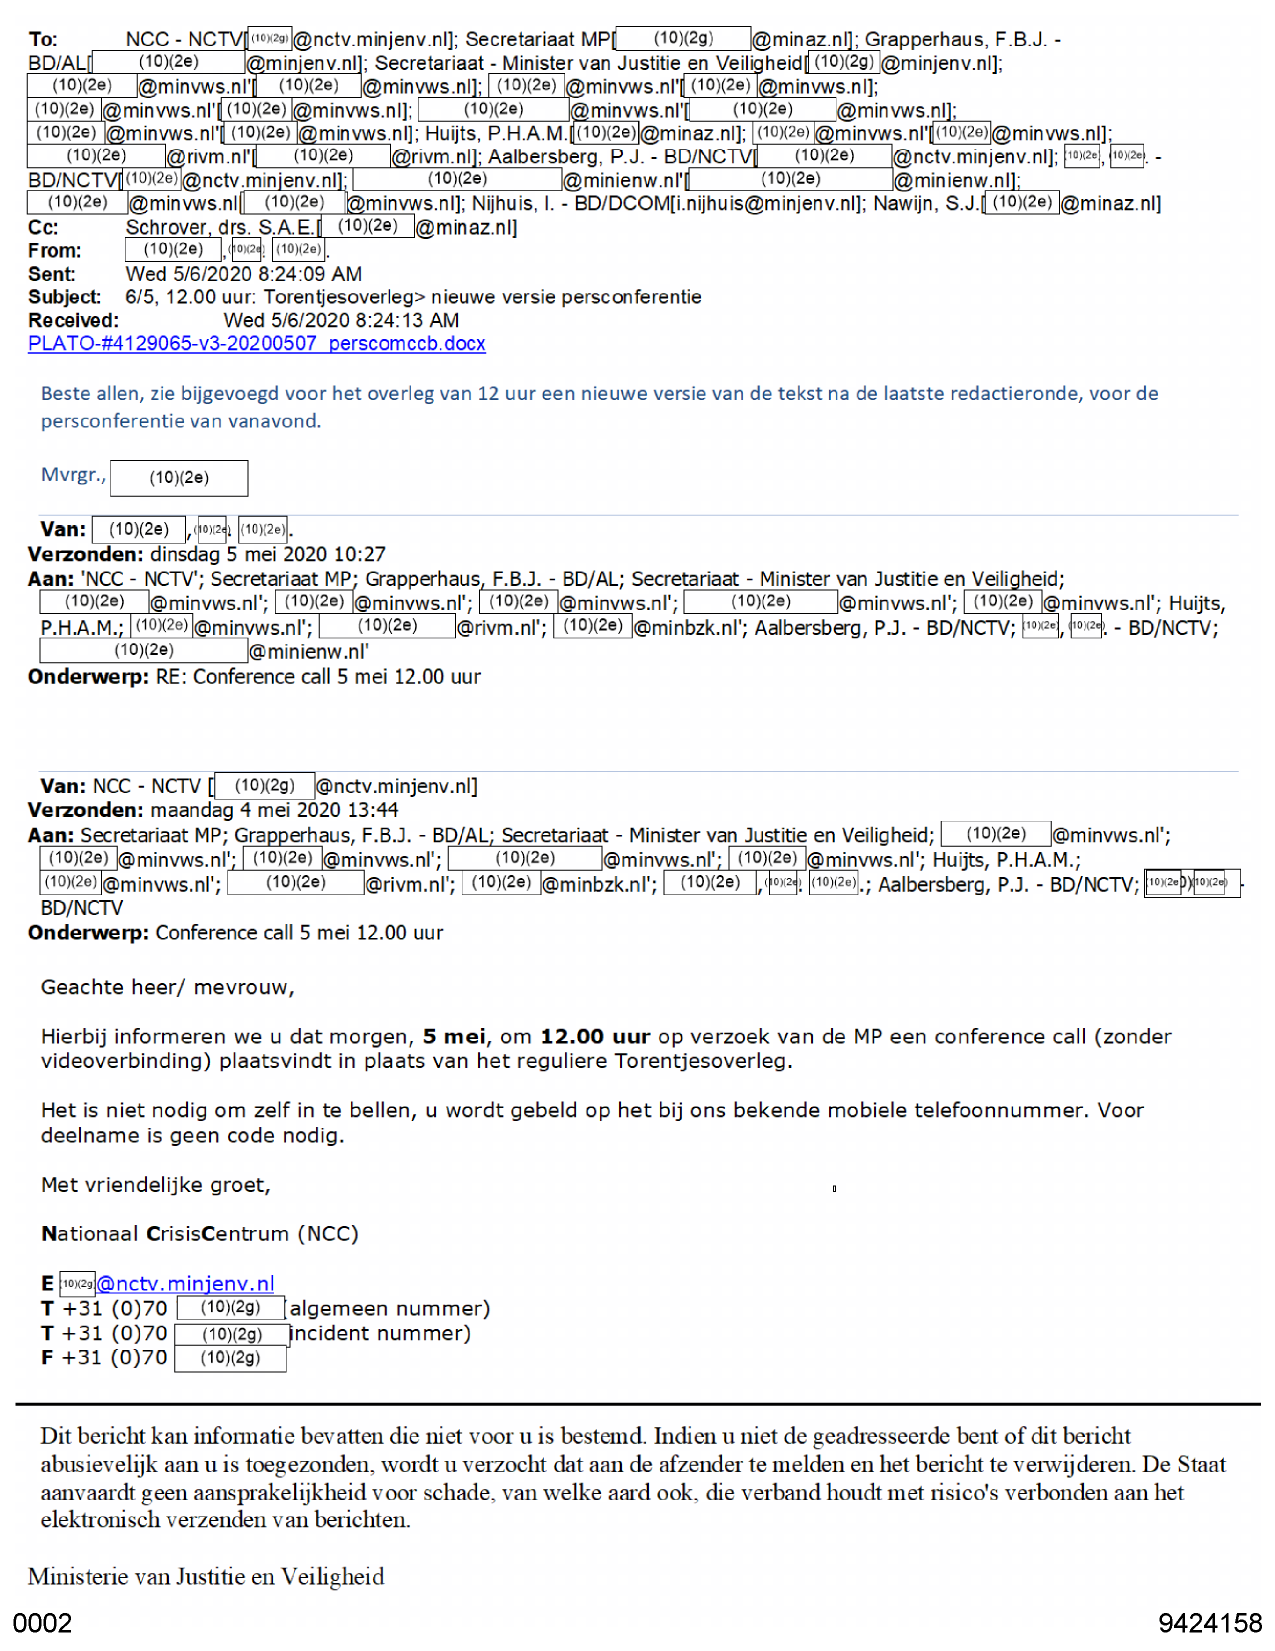 To: NCC - NCTV[(10)(2g)@nctv.minjenv.nl]; Secretariaat MP[(10)(2g)@minaz.nl]; Grapperhaus, F.B.J. -
BD/AL[(10)(2e)@minjenv.nl]; Secretariaat - Minister van Justitie en Veiligheid[(10)(2g)@minjenv.nl];
(10)(2e)@minvws.nl'[(10)(2e)@minvws.nl]; (10)(2e)@minvws.nl'[(10)(2e)@minvws.nl];
(10)(2e)@minvws.nl'[(10)(2e)@minvws.nl]; (10)(2e)@minvws.nl'[(10)(2e)@minvws.nl];
(10)(2e)@minvws.nl'[(10)(2e)@minvws.nl]; Huijts, P.H.A.M.[(10)(2e)@minaz.nl]; (10)(2e)@minvws.nl'[(10)(2e)@minvws.nl];
(10)(2e)@rivm.nl'[(10)(2e)@rivm.nl]; Aalbersberg, P.J. - BD/NCTV[(10)(2e)@nctv.minjenv.nl]; (10)(2e), (10)(2e). -
BD/NCTV[(10)(2e)@nctv.minjenv.nl]; (10)(2e)@minienw.nl'[(10)(2e)@minienw.nl];
(10)(2e)@minvws.nl[(10)(2e)@minvws.nl]; Nijhuis, I. - BD/DCOM[i.nijhuis@minjenv.nl]; Nawijn, S.J.[(10)(2e)@minaz.nl]
Cc: Schrover, drs. S.A.E.[(10)(2e)@minaz.nl]
From: (10)(2e), (10)(2e). (10)(2e).
Sent: Wed 5/6/2020 8:24:09 AM
Subject: 6/5, 12.00 uur: Torentjesoverleg> nieuwe versie persconferentie
Received: Wed 5/6/2020 8:24:13 AM
PLATO-#4129065-v3-20200507_perscomccb.docx
Beste allen, zie bijgevoegd voor het overleg van 12 uur een nieuwe versie van de tekst na de laatste redactieronde, voor de
persconferentie van vanavond.
Mvrgr., (10)(2e)
Van: (10)(2e), (10)(2e). (10)(2e).
Verzonden: dinsdag 5 mei 2020 10:27
Aan: 'NCC - NCTV'; Secretariaat MP; Grapperhaus, F.B.J. - BD/AL; Secretariaat - Minister van Justitie en Veiligheid;
(10)(2e)@minvws.nl'; (10)(2e)@minvws.nl'; (10)(2e)@minvws.nl'; (10)(2e)@minvws.nl'; (10)(2e)@minvws.nl'; Huijts,
P.H.A.M.; (10)(2e)@minvws.nl'; (10)(2e)@rivm.nl'; (10)(2e)@minbzk.nl'; Aalbersberg, P.J. - BD/NCTV; (10)(2e), (10)(2e). - BD/NCTV;
(10)(2e)@minienw.nl'
Onderwerp: RE: Conference call 5 mei 12.00 uur
Van: NCC - NCTV [(10)(2g)@nctv.minjenv.nl]
Verzonden: maandag 4 mei 2020 13:44
Aan: Secretariaat MP; Grapperhaus, F.B.J. - BD/AL; Secretariaat - Minister van Justitie en Veiligheid; (10)(2e)@minvws.nl';
(10)(2e)@minvws.nl'; (10)(2e)@minvws.nl'; (10)(2e)@minvws.nl'; (10)(2e)@minvws.nl'; Huijts, P.H.A.M.;
(10)(2e)@minvws.nl'; (10)(2e)@rivm.nl'; (10)(2e)@minbzk.nl'; (10)(2e), (10)(2e). (10)(2e).; Aalbersberg, P.J. - BD/NCTV; (10)(2e) (10)(2e) -
BD/NCTV
Onderwerp: Conference call 5 mei 12.00 uur
Geachte heer/ mevrouw,
Hierbij informeren we u dat morgen, 5 mei, om 12.00 uur op verzoek van de MP een conference call (zonder
videoverbinding) plaatsvindt in plaats van het reguliere Torentjesoverleg.
Het is niet nodig om zelf in te bellen, u wordt gebeld op het bij ons bekende mobiele telefoonnummer. Voor
deelname is geen code nodig.
Met vriendelijke groet,
Nationaal CrisisCentrum (NCC)
E (10)(2g)@nctv.minjenv.nl
T +31 (0)70 (10)(2g) (algemeen nummer)
T +31 (0)70 (10)(2g) incident nummer)
F +31 (0)70 (10)(2g)
Dit bericht kan informatie bevatten die niet voor u is bestemd. Indien u niet de geadresseerde bent of dit bericht
abusievelijk aan u is toegezonden, wordt u verzocht dat aan de afzender te melden en het bericht te verwijderen. De Staat
aanvaardt geen aansprakelijkheid voor schade, van welke aard ook, die verband houdt met risico's verbonden aan het
elektronisch verzenden van berichten.
Ministerie van Justitie en Veiligheid
0002 9424158